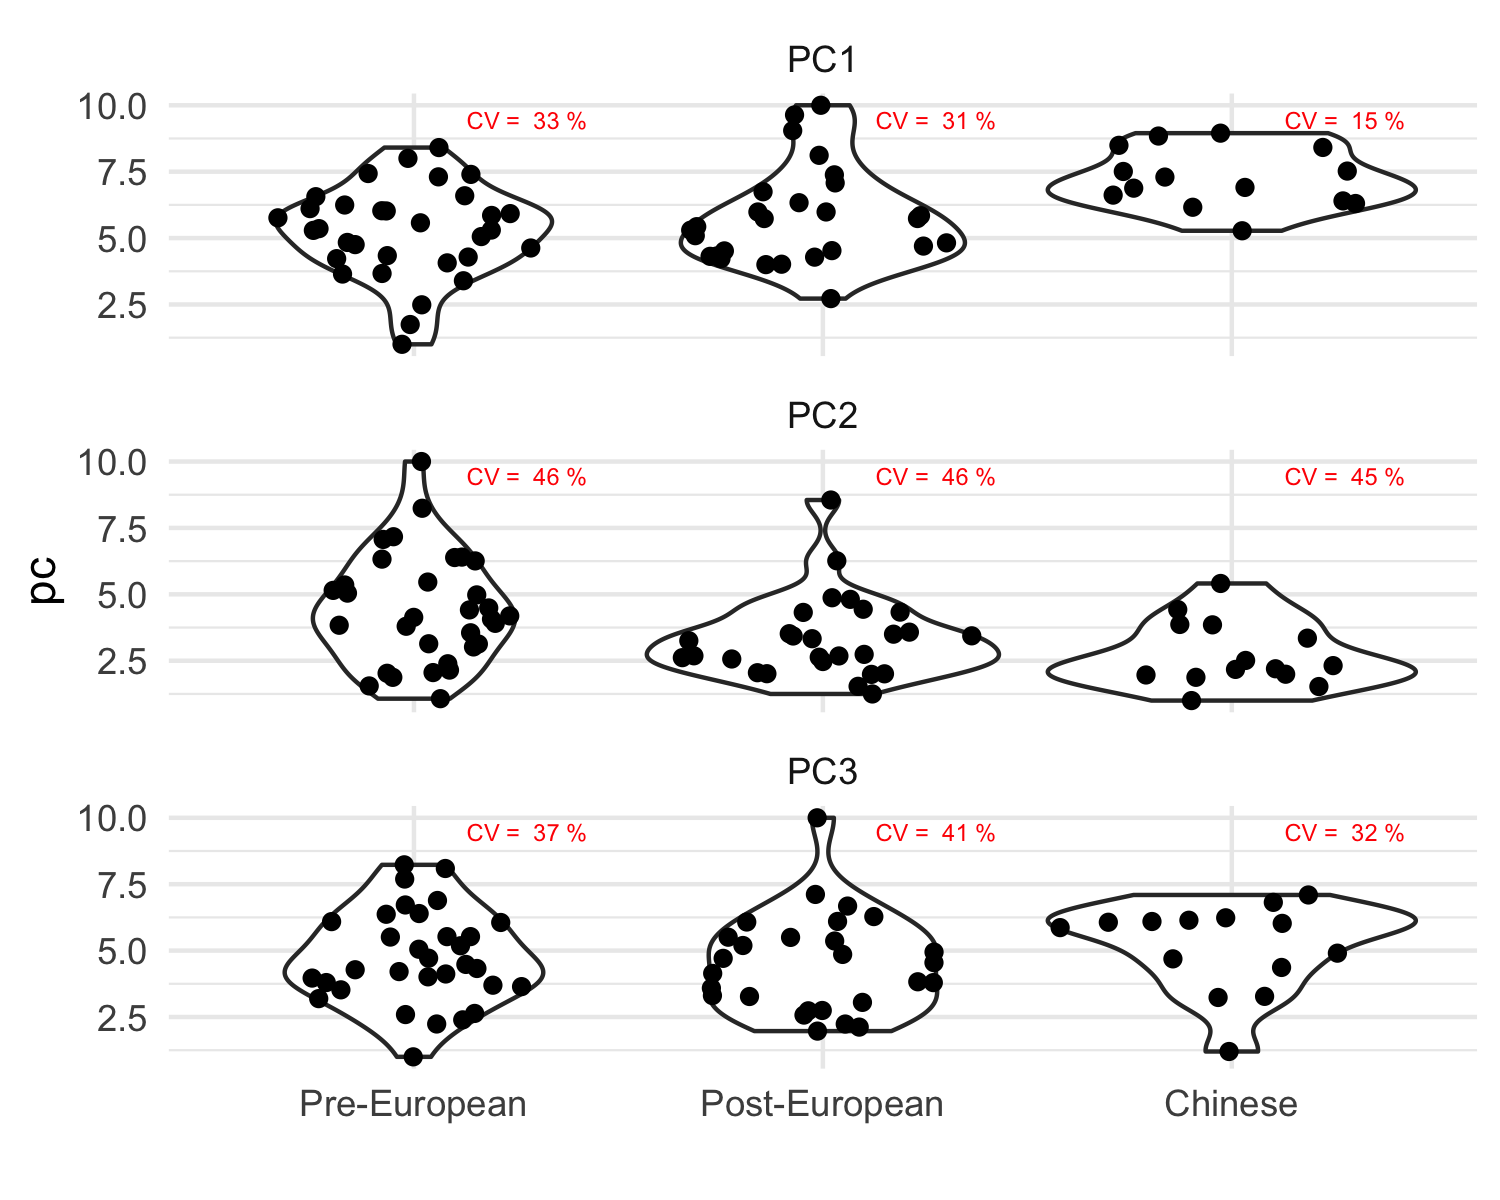 PC1
10.0
7.5
5.0
2.5
CV = 33 %
CV = 31 %
CV = 15 %
PC2
10.0
7.5
5.0
2.5
CV = 46 %
CV = 46 %
CV = 45 %
pc
PC3
10.0
7.5
5.0
2.5
CV = 37 %
CV = 41 %
CV = 32 %
Pre-European
Post-European
Chinese